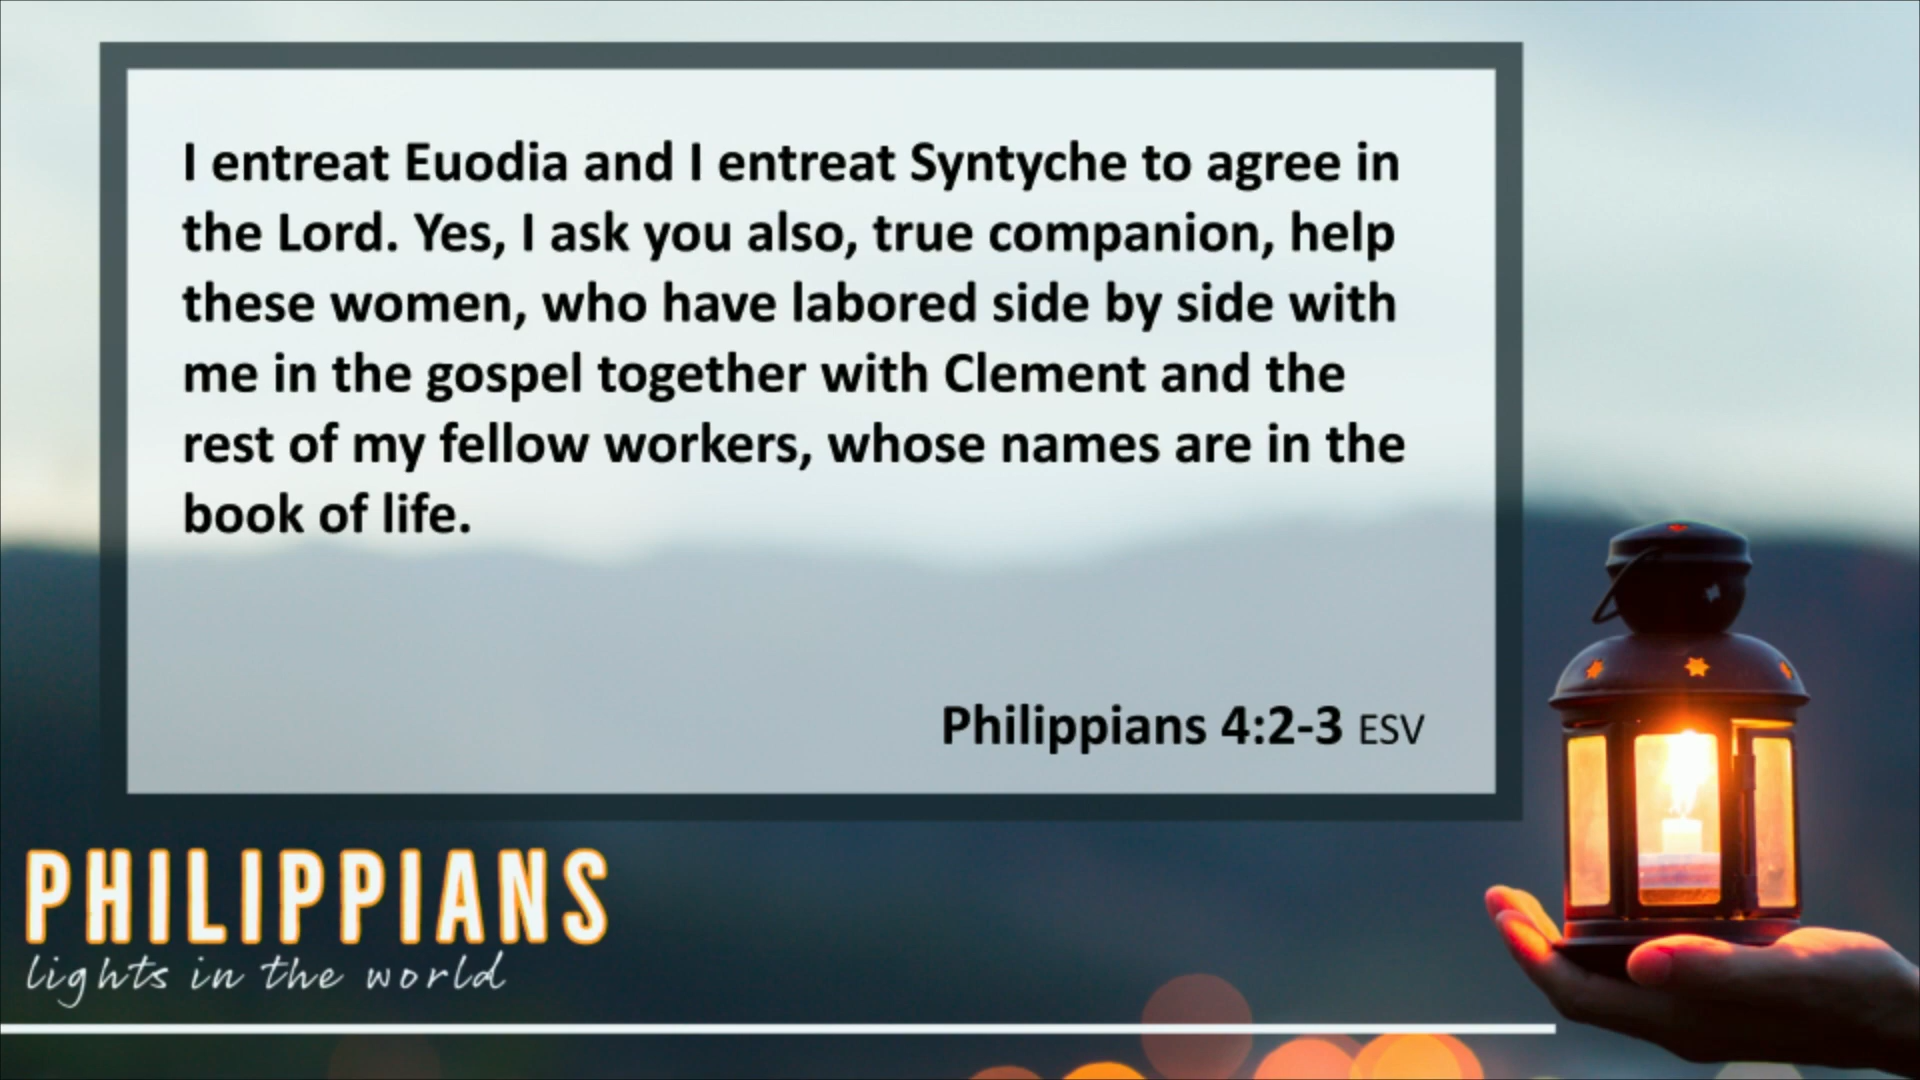 I entreat Euodia and I entreat Syntyche to agree in
the Lord. Yes, I ask you also, true companion, help
these women, who have labored side by side with
me in the gospel together with Clement and the
rest of my fellow workers, whose names are in the
book of life.
Philippians 4:2-3 ESV
PHILIPPIANS
lights in the world